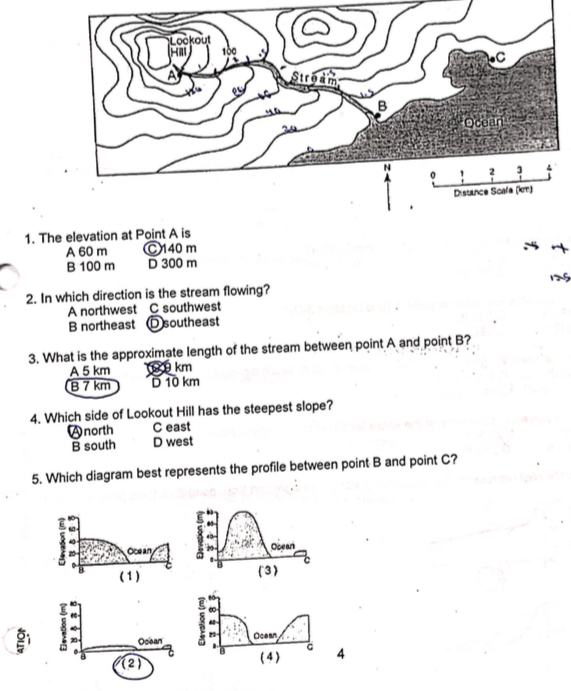 Lookout
Hill
100
A
Stream
C
B
Ocean
N
0 1 2 3 4
Distance Scale (km)
1. The elevation at Point A is
A 60 m C 140 m
B 100 m D 300 m
2. In which direction is the stream flowing?
A northwest C southwest
B northeast D southeast
3. What is the approximate length of the stream between point A and point B?
A 5 km km
B 7 km D 10 km
4. Which side of Lookout Hill has the steepest slope?
A north C east
B south D west
5. Which diagram best represents the profile between point B and point C?
Elevation (m)
Ocean
B C
(1)
Elevation (m)
Ocean
B C
(3)
Elevation (m)
Ocean
B C
(2)
Elevation (m)
Ocean
B C
(4)
4